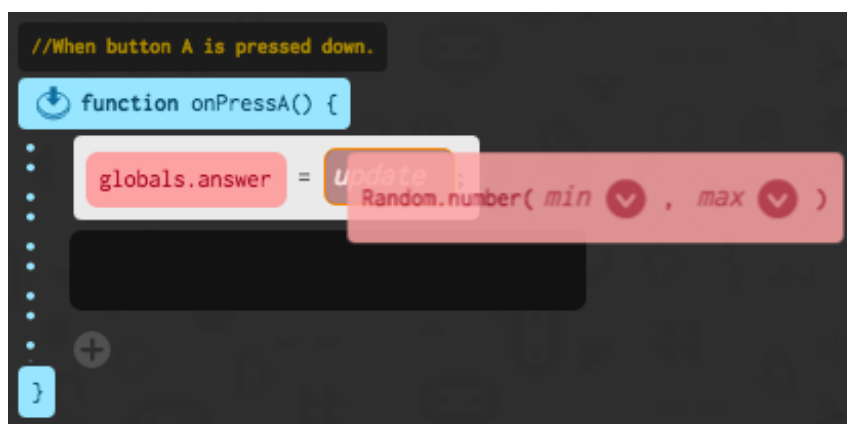 //When button A is pressed down.
function onPressA() {
globals.answer = update ;
Random.number( min , max )
}